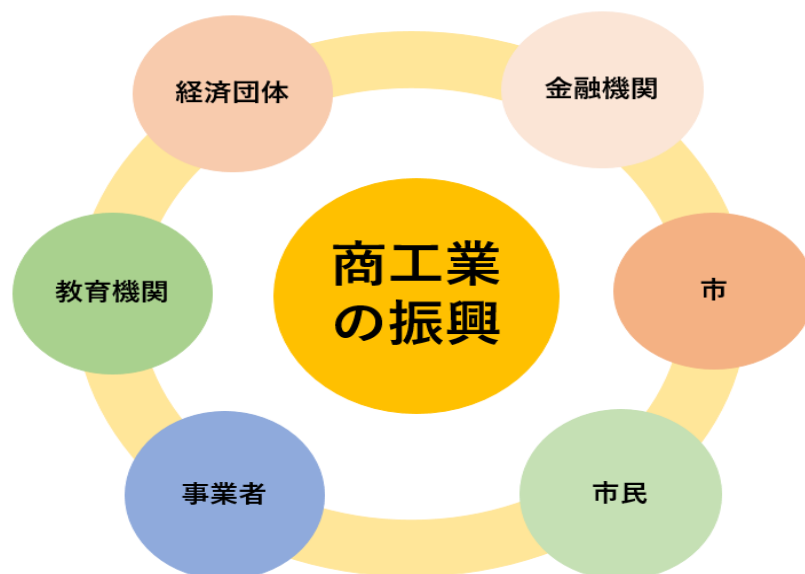 経済団体
金融機関
商工業
の振興
教育機関
市
事業者
市民